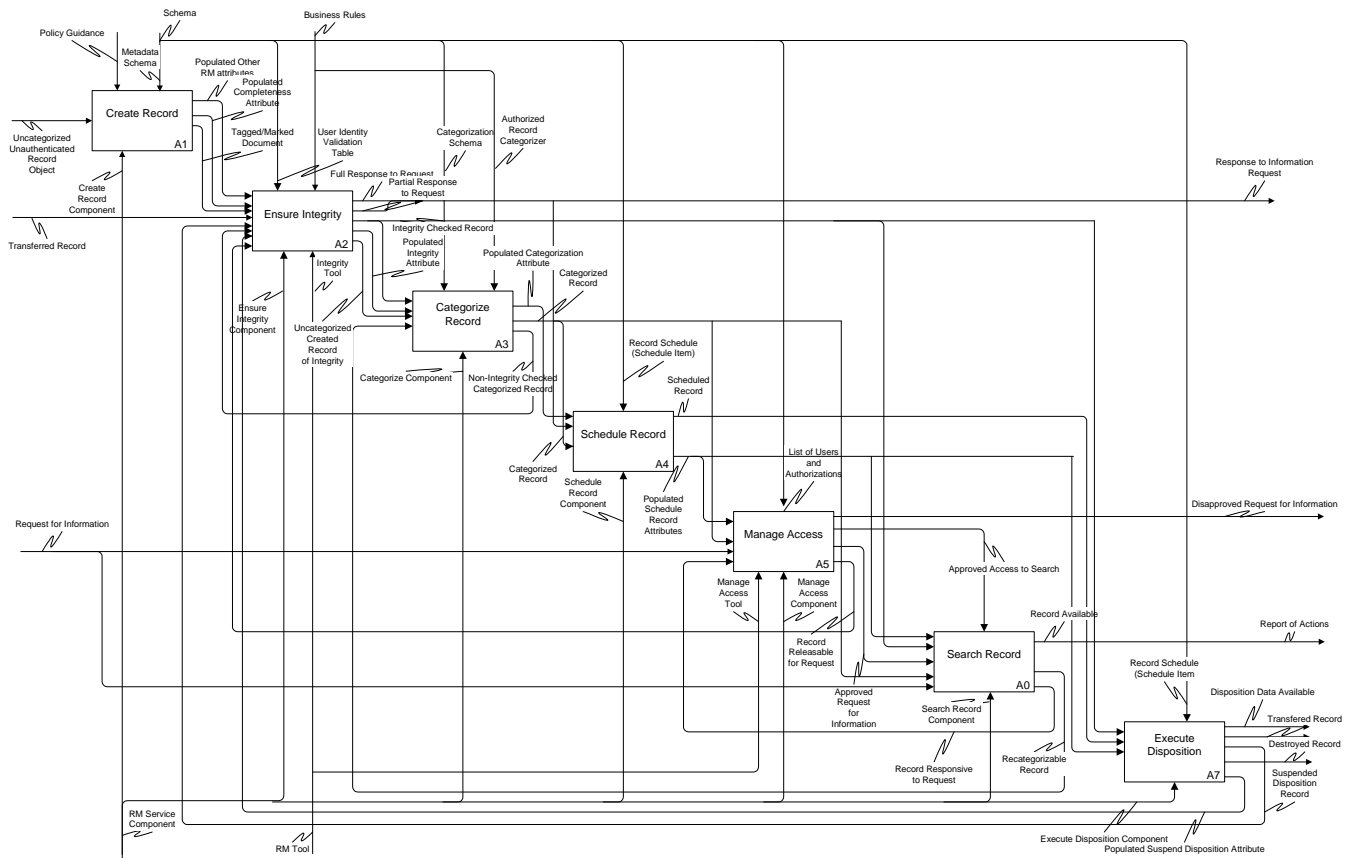 Schema
Business Rules
Policy Guidance
Metadata
Schema
Populated Other
RM attributes
Populated
Completeness
Attribute
Create Record
A1
Tagged/Marked
Document
User Identity
Validation
Table
Categorization
Schema
Authorized
Record
Categorizer
Uncategorized
Unauthenticated
Record
Object
Create
Record
Component
Full Response to Request
Partial Response
to Request
Response to Information
Request
Ensure Integrity
A2
Transferred Record
Integrity Checked Record
Integrity
Tool
Populated
Integrity
Attribute
Populated Categorization
Attribute
Categorized
Record
Ensure
Integrity
Component
Uncategorized
Created
Record
of Integrity
Categorize
Record
A3
Categorize Component
Non-Integrity Checked
Categorized Record
Record Schedule
(Schedule Item)
Scheduled
Record
Schedule Record
A4
Categorized
Record
Schedule
Record
Component
Populated
Schedule
Record
Attributes
List of Users
and
Authorizations
Request for Information
Disapproved Request for Information
Manage Access
A5
Manage
Access
Tool
Manage
Access
Component
Approved Access to Search
Record
Releasable
for Request
Record Available
Report of Actions
Search Record
A0
Approved
Request
for
Information
Search Record
Component
Record Schedule
(Schedule Item
Disposition Data Available
Transfered Record
Execute
Disposition
A7
Destroyed Record
Record Responsive
to Request
Recategorizable
Record
Suspended
Disposition
Record
RM Service
Component
RM Tool
Execute Disposition Component
Populated Suspend Disposition Attribute